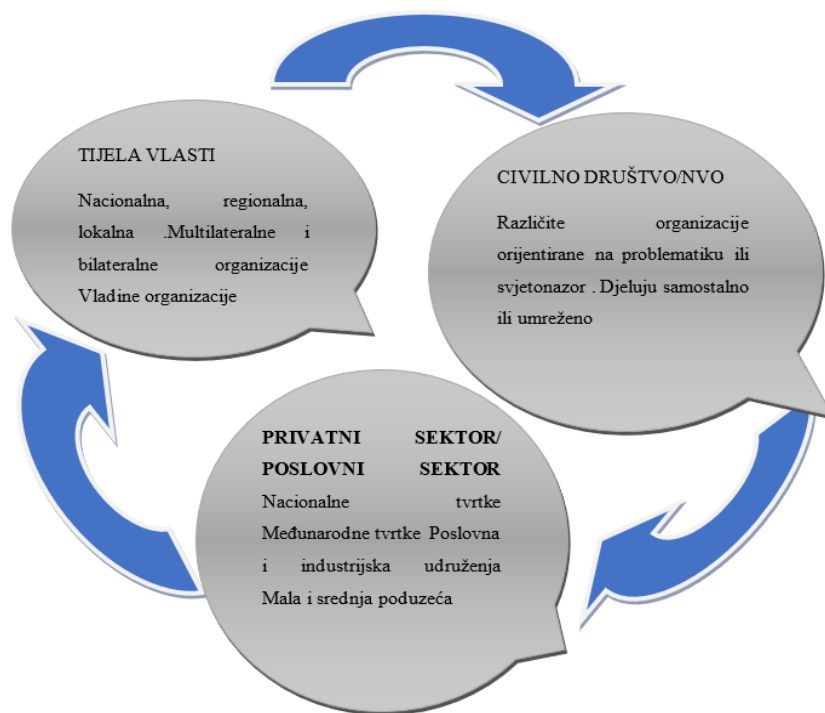 TIJELA VLASTI
Nacionalna, regionalna,
lokalna .Multilateralne i
bilateralne organizacije
Vladine organizacije
CIVILNO DRUŠTVO/NVO
Različite organizacije
orijentirane na problematiku ili
svjetonazor . Djeluju samostalno
ili umreženo
PRIVATNI SEKTOR/
POSLOVNI SEKTOR
Nacionalne tvrtke
Međunarodne tvrtke Poslovna
i industrijska udruženja
Mala i srednja poduzeća